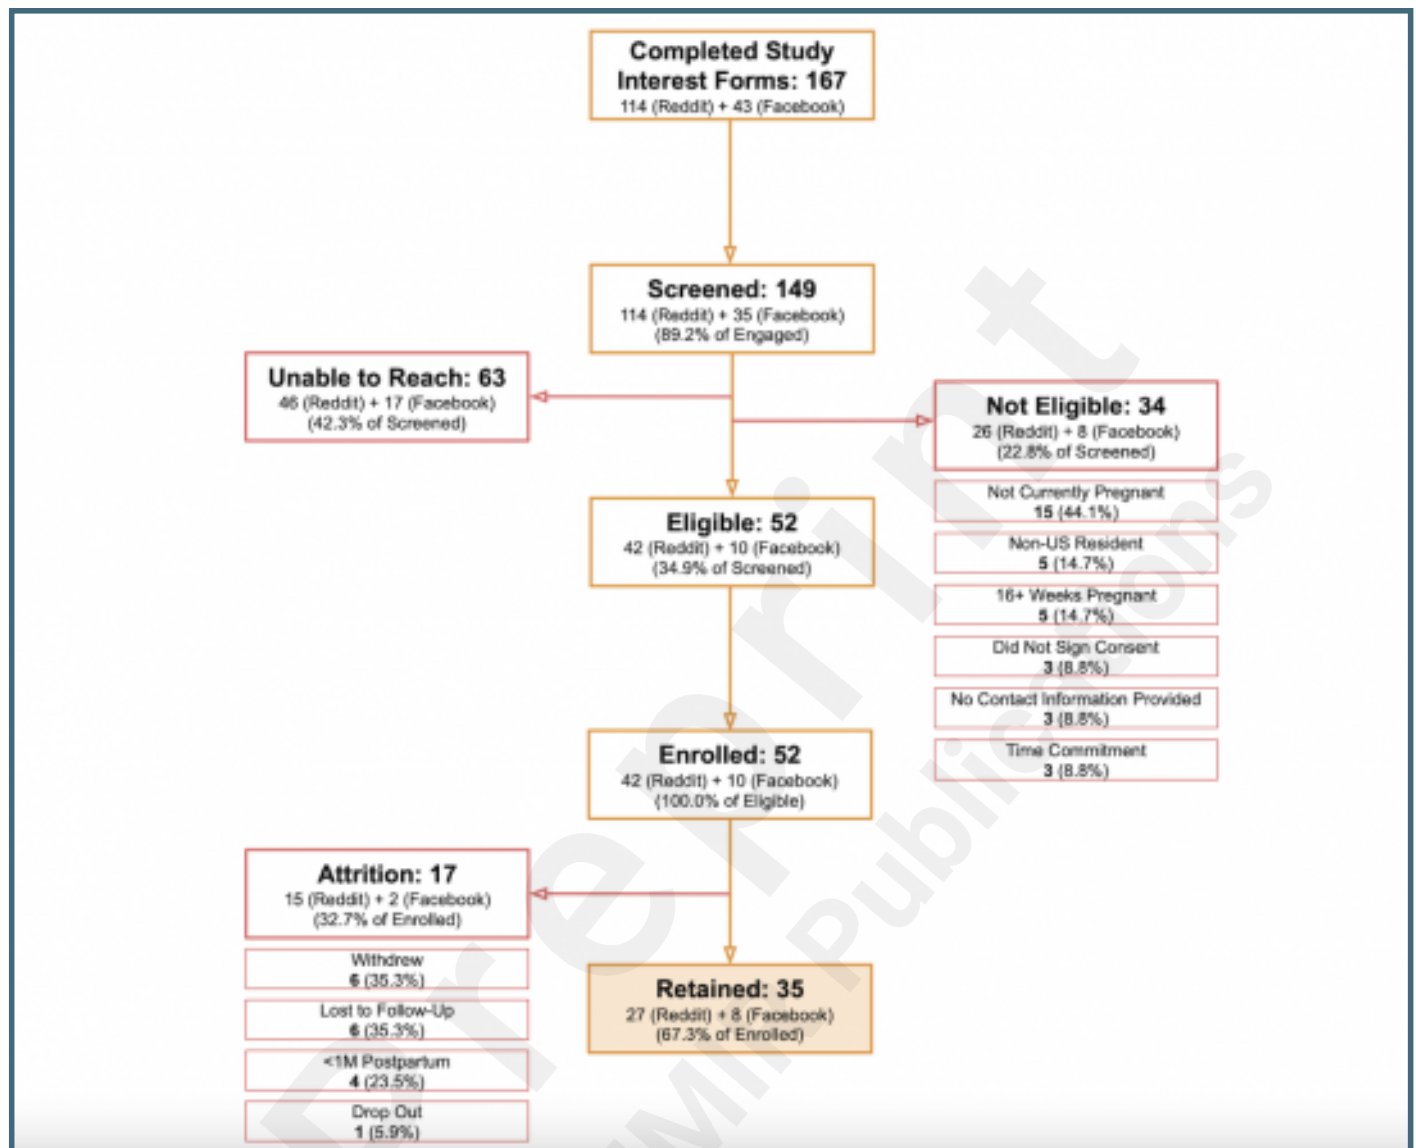 Completed Study
Interest Forms: 167
114 (Reddit) + 43 (Facebook)
Screened: 149
114 (Reddit) + 35 (Facebook)
(89.2% of Engaged)
Unable to Reach: 63
46 (Reddit) + 17 (Facebook)
(42.3% of Screened)
Not Eligible: 34
26 (Reddit) + 8 (Facebook)
(22.8% of Screened)
Not Currently Pregnant
15 (44.1%)
Non-US Resident
5 (14.7%)
16+ Weeks Pregnant
5 (14.7%)
Did Not Sign Consent
3 (8.8%)
No Contact Information Provided
3 (8.8%)
Time Commitment
3 (8.8%)
Eligible: 52
42 (Reddit) + 10 (Facebook)
(34.9% of Screened)
Enrolled: 52
42 (Reddit) + 10 (Facebook)
(100.0% of Eligible)
Attrition: 17
15 (Reddit) + 2 (Facebook)
(32.7% of Enrolled)
Withdrew
6 (35.3%)
Lost to Follow-Up
6 (35.3%)
<1M Postpartum
4 (23.5%)
Drop Out
1 (5.9%)
Retained: 35
27 (Reddit) + 8 (Facebook)
(67.3% of Enrolled)
Preprint
Publications